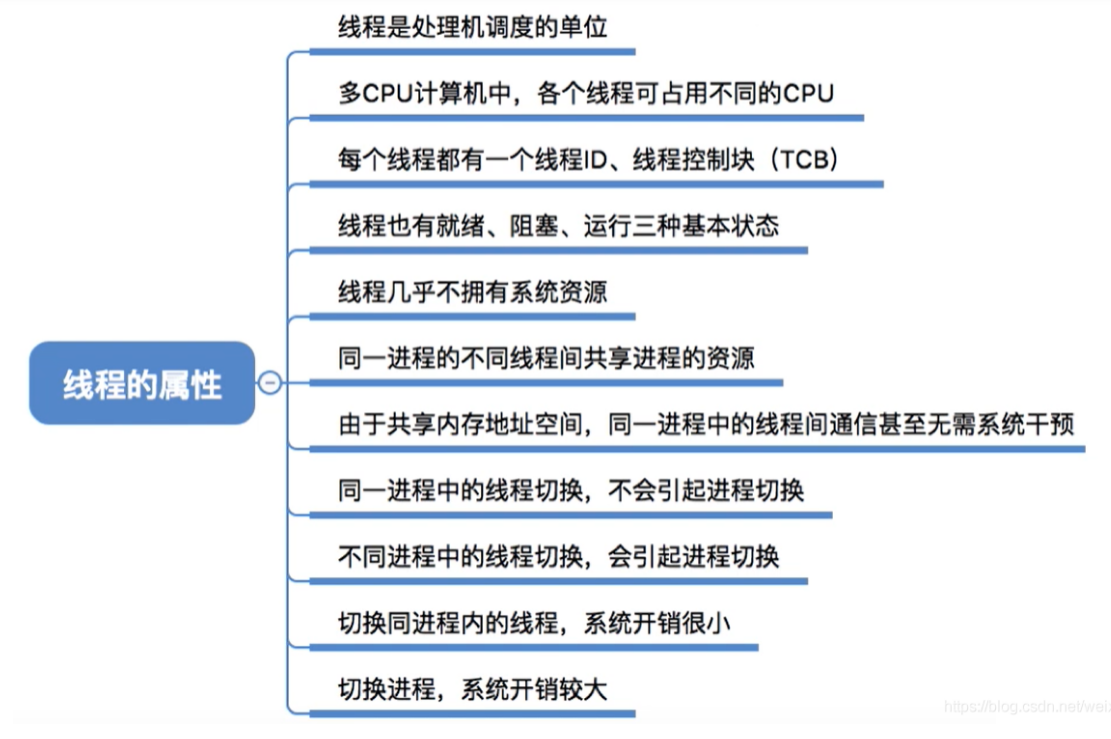 线程是处理机调度的单位
多CPU计算机中，各个线程可占用不同的CPU
每个线程都有一个线程ID、线程控制块（TCB）
线程也有就绪、阻塞、运行三种基本状态
线程几乎不拥有系统资源
同一进程的不同线程间共享进程的资源
线程的属性
由于共享内存地址空间，同一进程中的线程间通信甚至无需系统干预
同一进程中的线程切换，不会引起进程切换
不同进程中的线程切换，会引起进程切换
切换同进程内的线程，系统开销很小
切换进程，系统开销较大
https://blog.csdn.net/wei